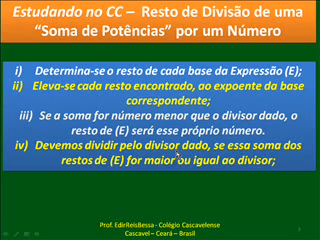 Estudando no CC – Resto de Divisão de uma
“Soma de Potências” por um Número
i) Determina-se o resto de cada base da Expressão (E);
ii) Eleva-se cada resto encontrado, ao expoente da base
correspondente;
iii) Se a soma for número menor que o divisor dado, o
resto de (E) será esse próprio número.
iv) Devemos dividir pelo divisor dado, se essa soma dos
restos de (E) for maior ou igual ao divisor;
Prof. EdirReisBessa - Colégio Cascavelense
Cascavel – Ceará – Brasil